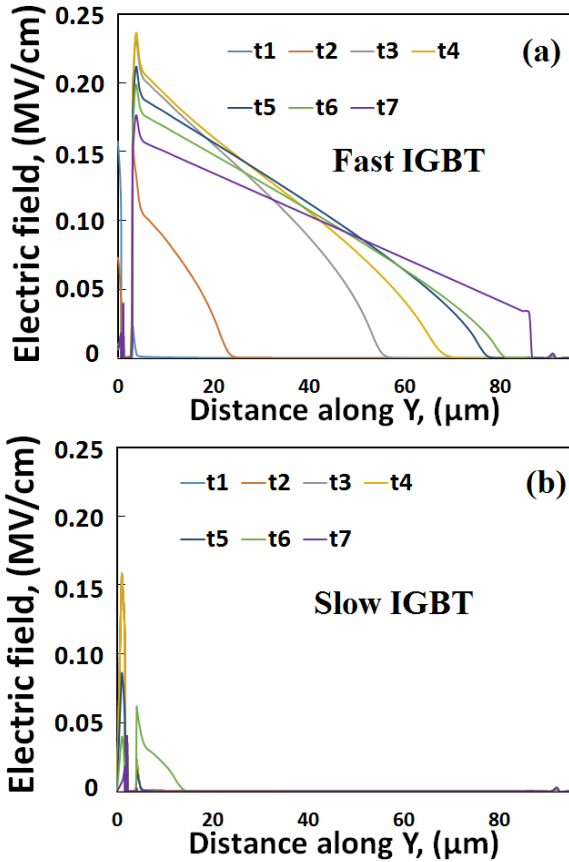 0.25
(a)
t1 t2 t3 t4
0.20
t5 t6 t7
0.15
Fast IGBT
0.10
0.05
0
Electric field, (MV/cm)
0 20 40 60 80
Distance along Y, (μm)
0.25
(b)
t1 t2 t3 t4
0.20
t5 t6 t7
0.15
Slow IGBT
0.10
0.05
0
Electric field, (MV/cm)
0 20 40 60 80
Distance along Y, (μm)